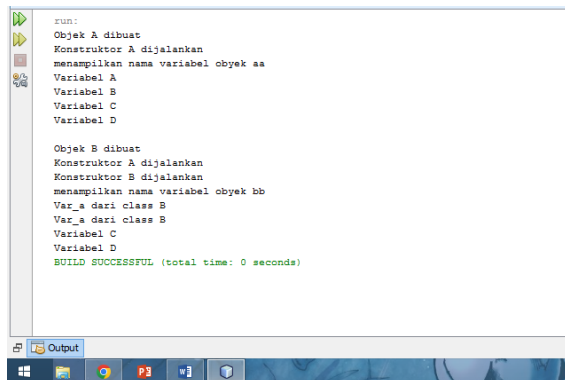 run:
Objek A dibuat
Konstruktor A dijalankan
menampilkan nama variabel obyek aa
Variabel A
Variabel B
Variabel C
Variabel D
Objek B dibuat
Konstruktor A dijalankan
Konstruktor B dijalankan
menampilkan nama variabel obyek bb
Var_a dari class B
Var_a dari class B
Variabel C
Variabel D
BUILD SUCCESSFUL (total time: 0 seconds)
Output